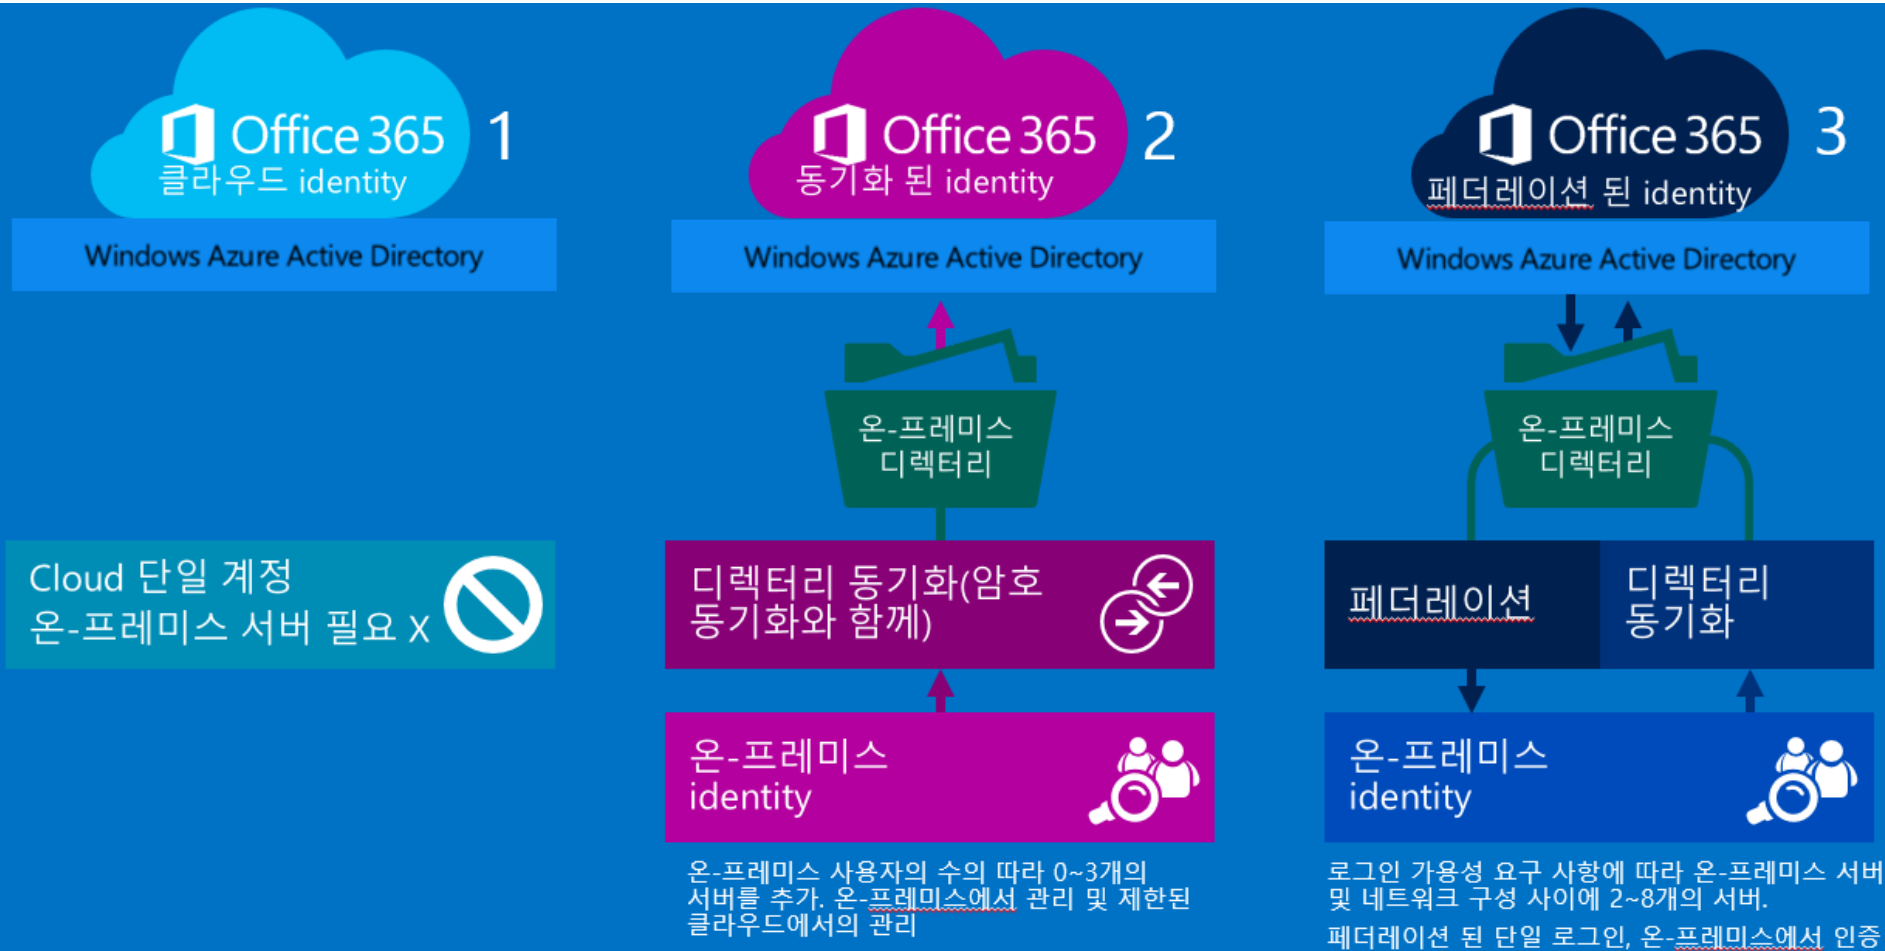 Office 365 1
클라우드 identity
Windows Azure Active Directory
Cloud 단일 계정
온-프레미스 서버 필요 X
Office 365 2
동기화 된 identity
Windows Azure Active Directory
온-프레미스
디렉터리
디렉터리 동기화(암호
동기화와 함께)
온-프레미스
identity
온-프레미스 사용자의 수의 따라 0~3개의
서버를 추가. 온-프레미스에서 관리 및 제한된
클라우드에서의 관리
Office 365 3
페더레이션 된 identity
Windows Azure Active Directory
온-프레미스
디렉터리
페더레이션
디렉터리
동기화
온-프레미스
identity
로그인 가용성 요구 사항에 따라 온-프레미스 서버
및 네트워크 구성 사이에 2~8개의 서버.
페더레이션 된 단일 로그인, 온-프레미스에서 인증